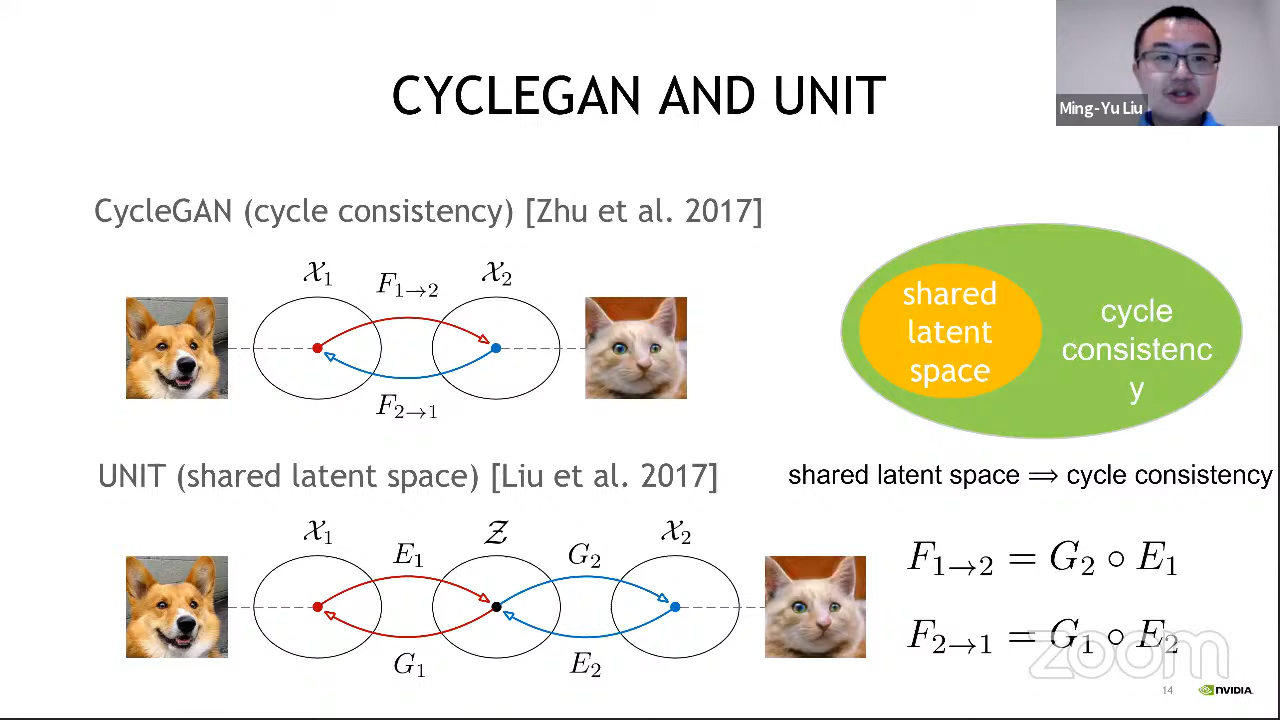 Ming-Yu Liu
CYCLEGAN AND UNIT
CycleGAN (cycle consistency) [Zhu et al. 2017]
𝒳₁
F₁→₂
𝒳₂
F₂→₁
shared
latent
space
cycle
consistenc
y
UNIT (shared latent space) [Liu et al. 2017]
shared latent space ⟹ cycle consistency
𝒳₁
E₁
𝒵
G₂
𝒳₂
G₁
E₂
F₁→₂ = G₂ ∘ E₁
F₂→₁ = G₁ ∘ E₂
zoom
14
NVIDIA.